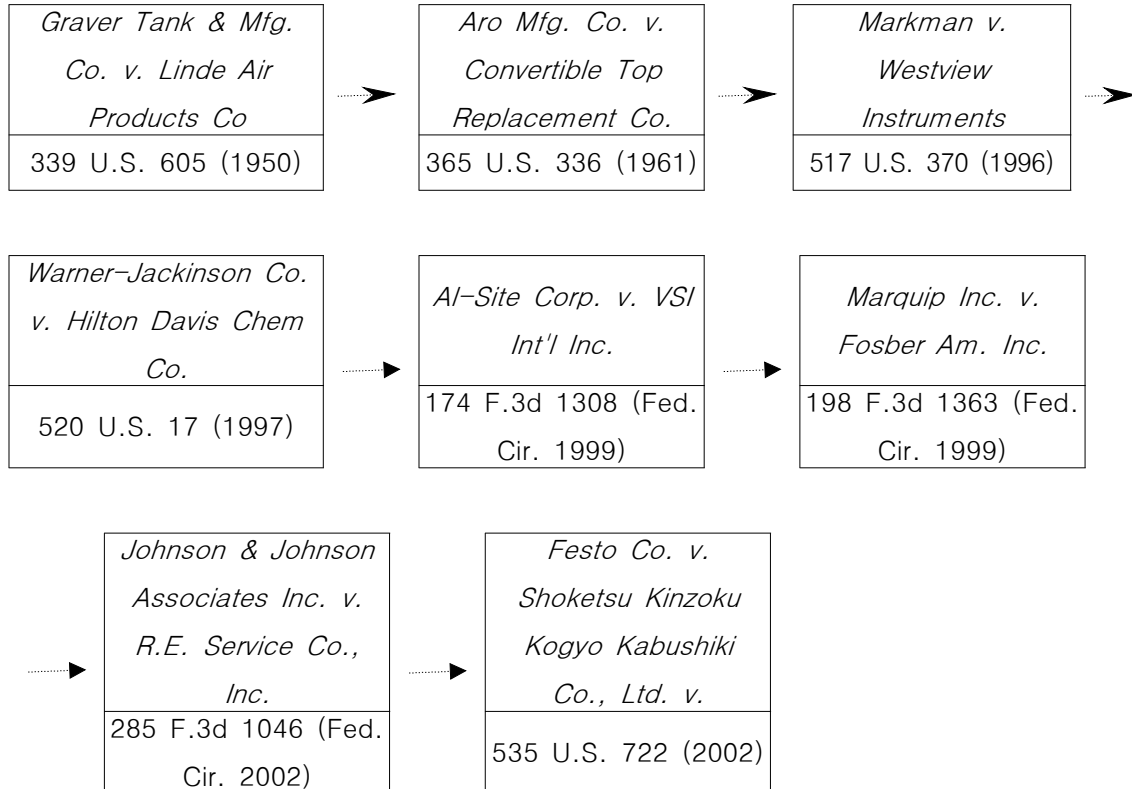 Graver Tank & Mfg.
Co. v. Linde Air
Products Co
339 U.S. 605 (1950)
Aro Mfg. Co. v.
Convertible Top
Replacement Co.
365 U.S. 336 (1961)
Markman v.
Westview
Instruments
517 U.S. 370 (1996)
Warner-Jackinson Co.
v. Hilton Davis Chem
Co.
520 U.S. 17 (1997)
Al-Site Corp. v. VSI
Int'l Inc.
174 F.3d 1308 (Fed.
Cir. 1999)
Marquip Inc. v.
Fosber Am. Inc.
198 F.3d 1363 (Fed.
Cir. 1999)
Johnson & Johnson
Associates Inc. v.
R.E. Service Co.,
Inc.
285 F.3d 1046 (Fed.
Cir. 2002)
Festo Co. v.
Shoketsu Kinzoku
Kogyo Kabushiki
Co., Ltd. v.
535 U.S. 722 (2002)